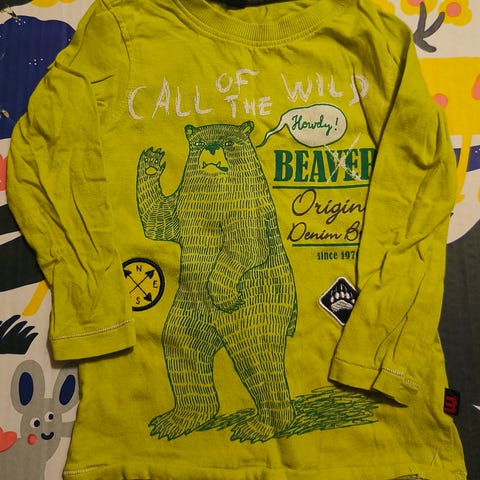 CALL OF THE WILD
Howdy!
BEAVER
Origin
Denim B
since 197
N
E
S